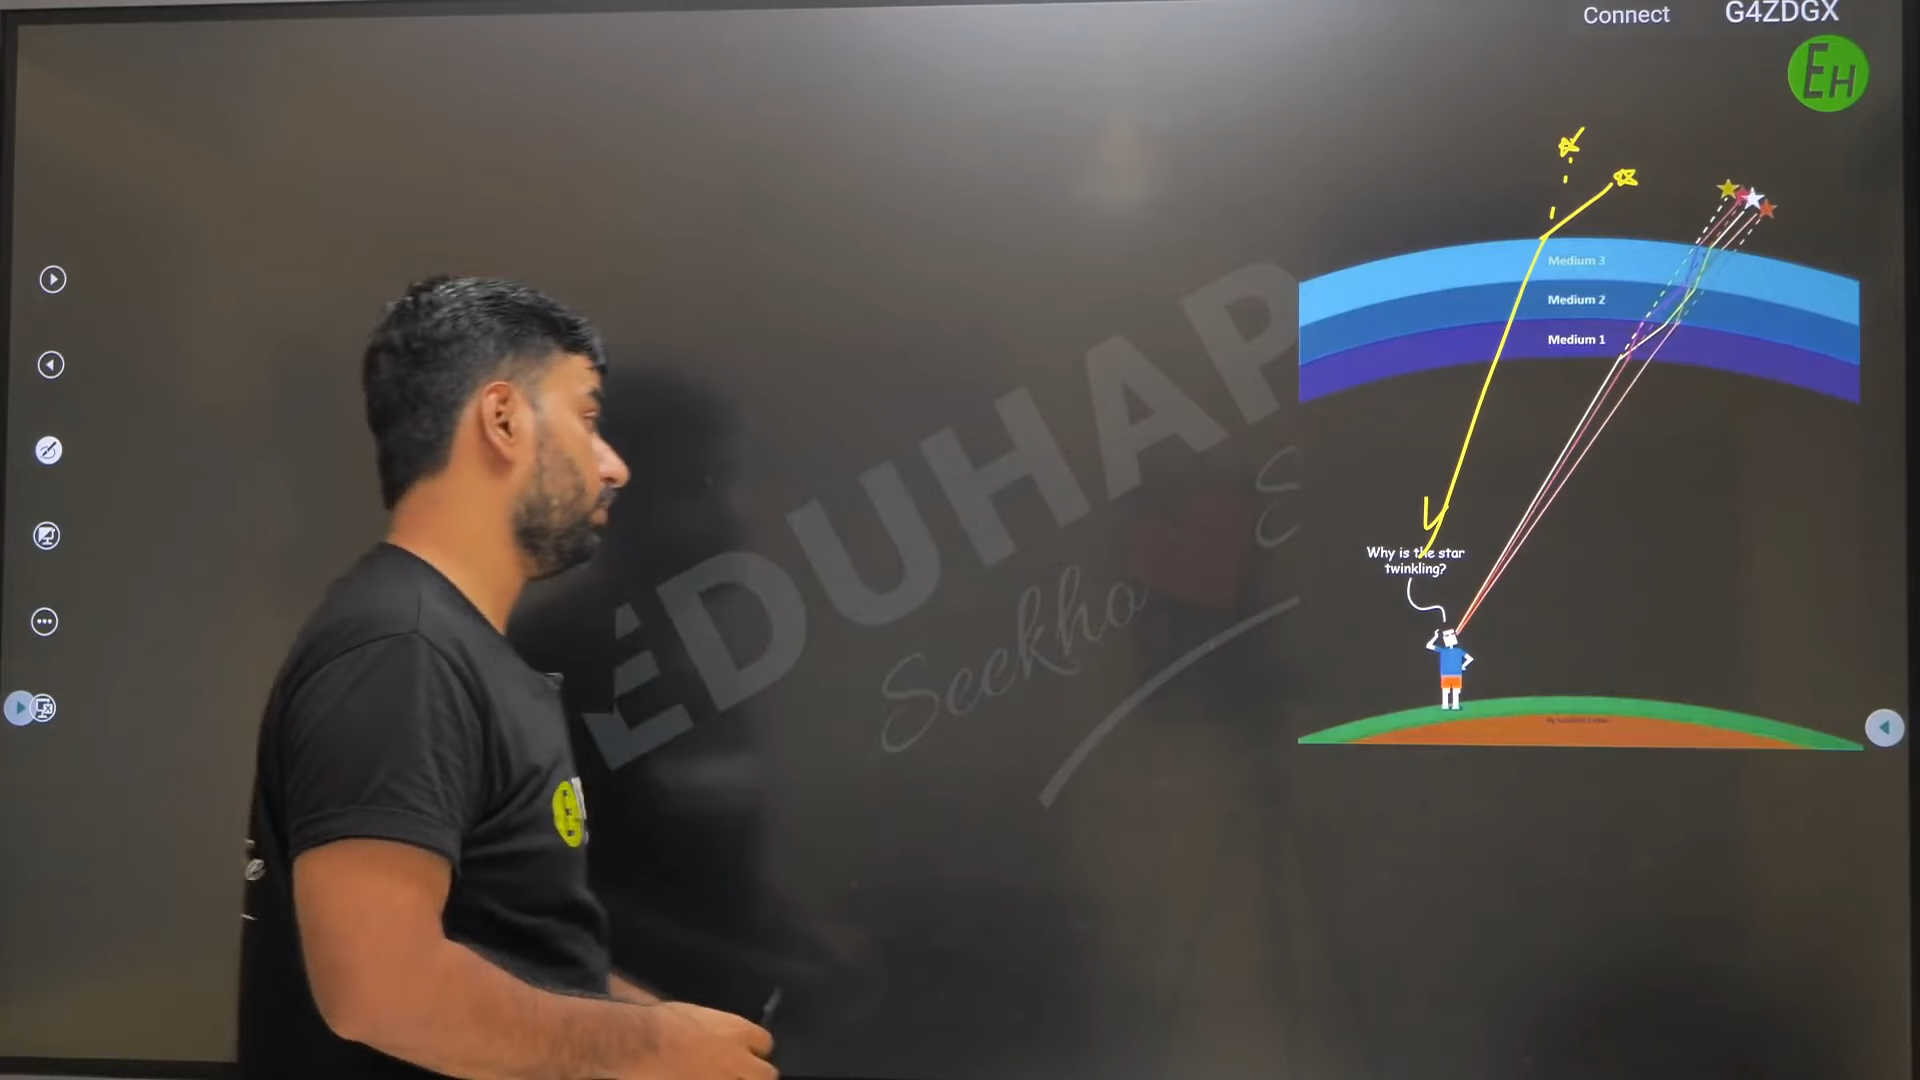 Connect G4ZDGX
EH
Medium 3
Medium 2
Medium 1
EDUHAP
Seekho
Why is the star
twinkling?